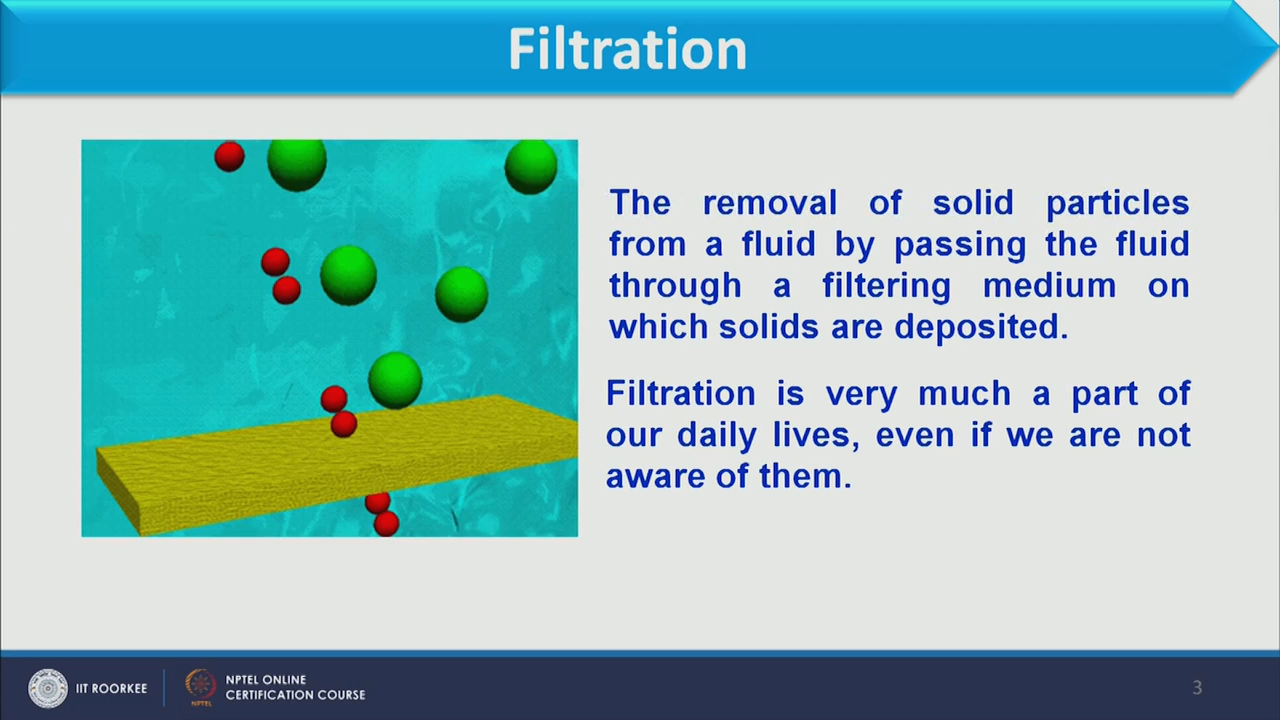 Filtration
The removal of solid particles
from a fluid by passing the fluid
through a filtering medium on
which solids are deposited.
Filtration is very much a part of
our daily lives, even if we are not
aware of them.
IIT ROORKEE
NPTEL
NPTEL ONLINE
CERTIFICATION COURSE
3